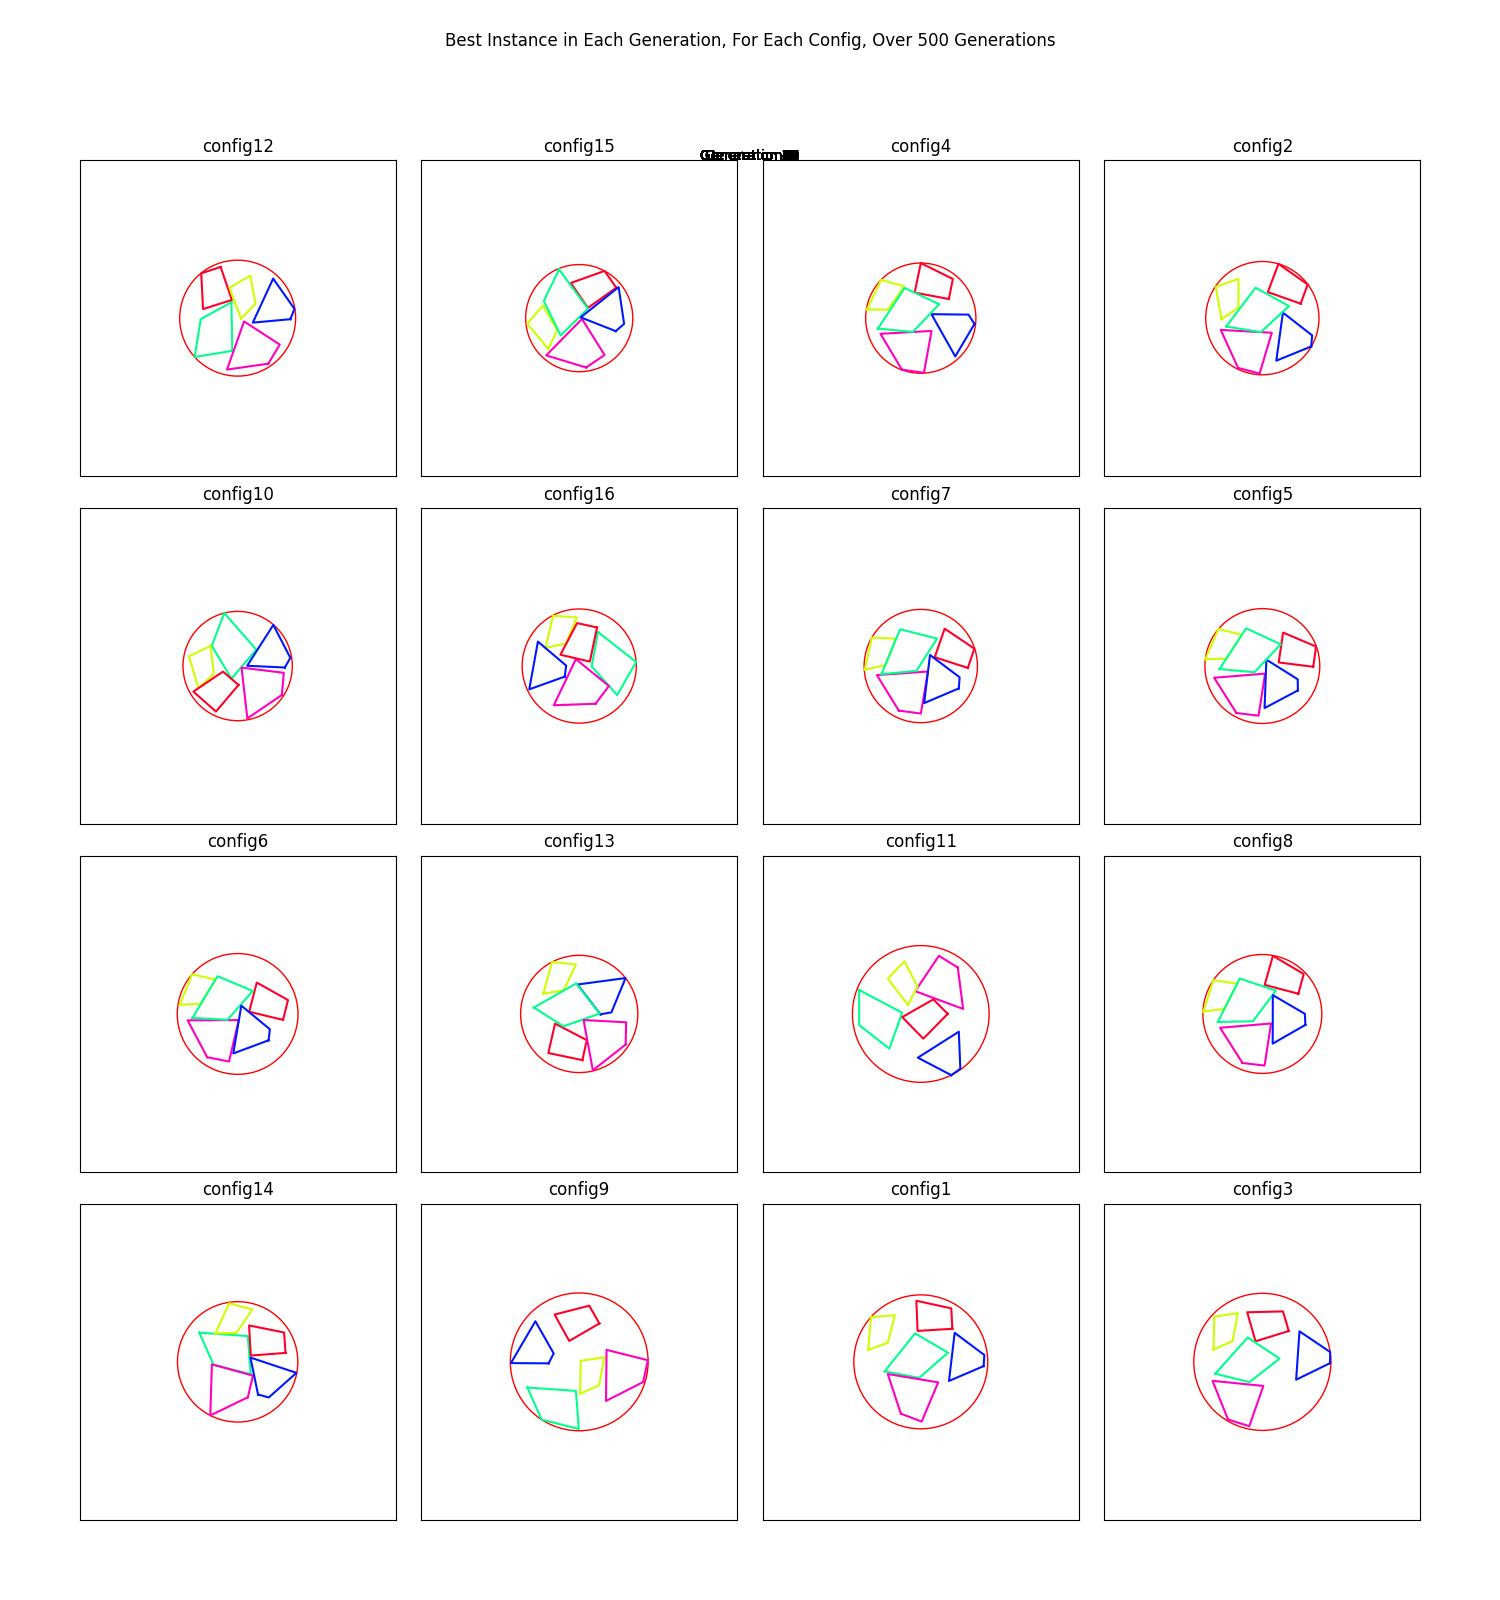 Best Instance in Each Generation, For Each Config, Over 500 Generations
config12
config15
config4
config2
config10
config16
config7
config5
config6
config13
config11
config8
config14
config9
config1
config3